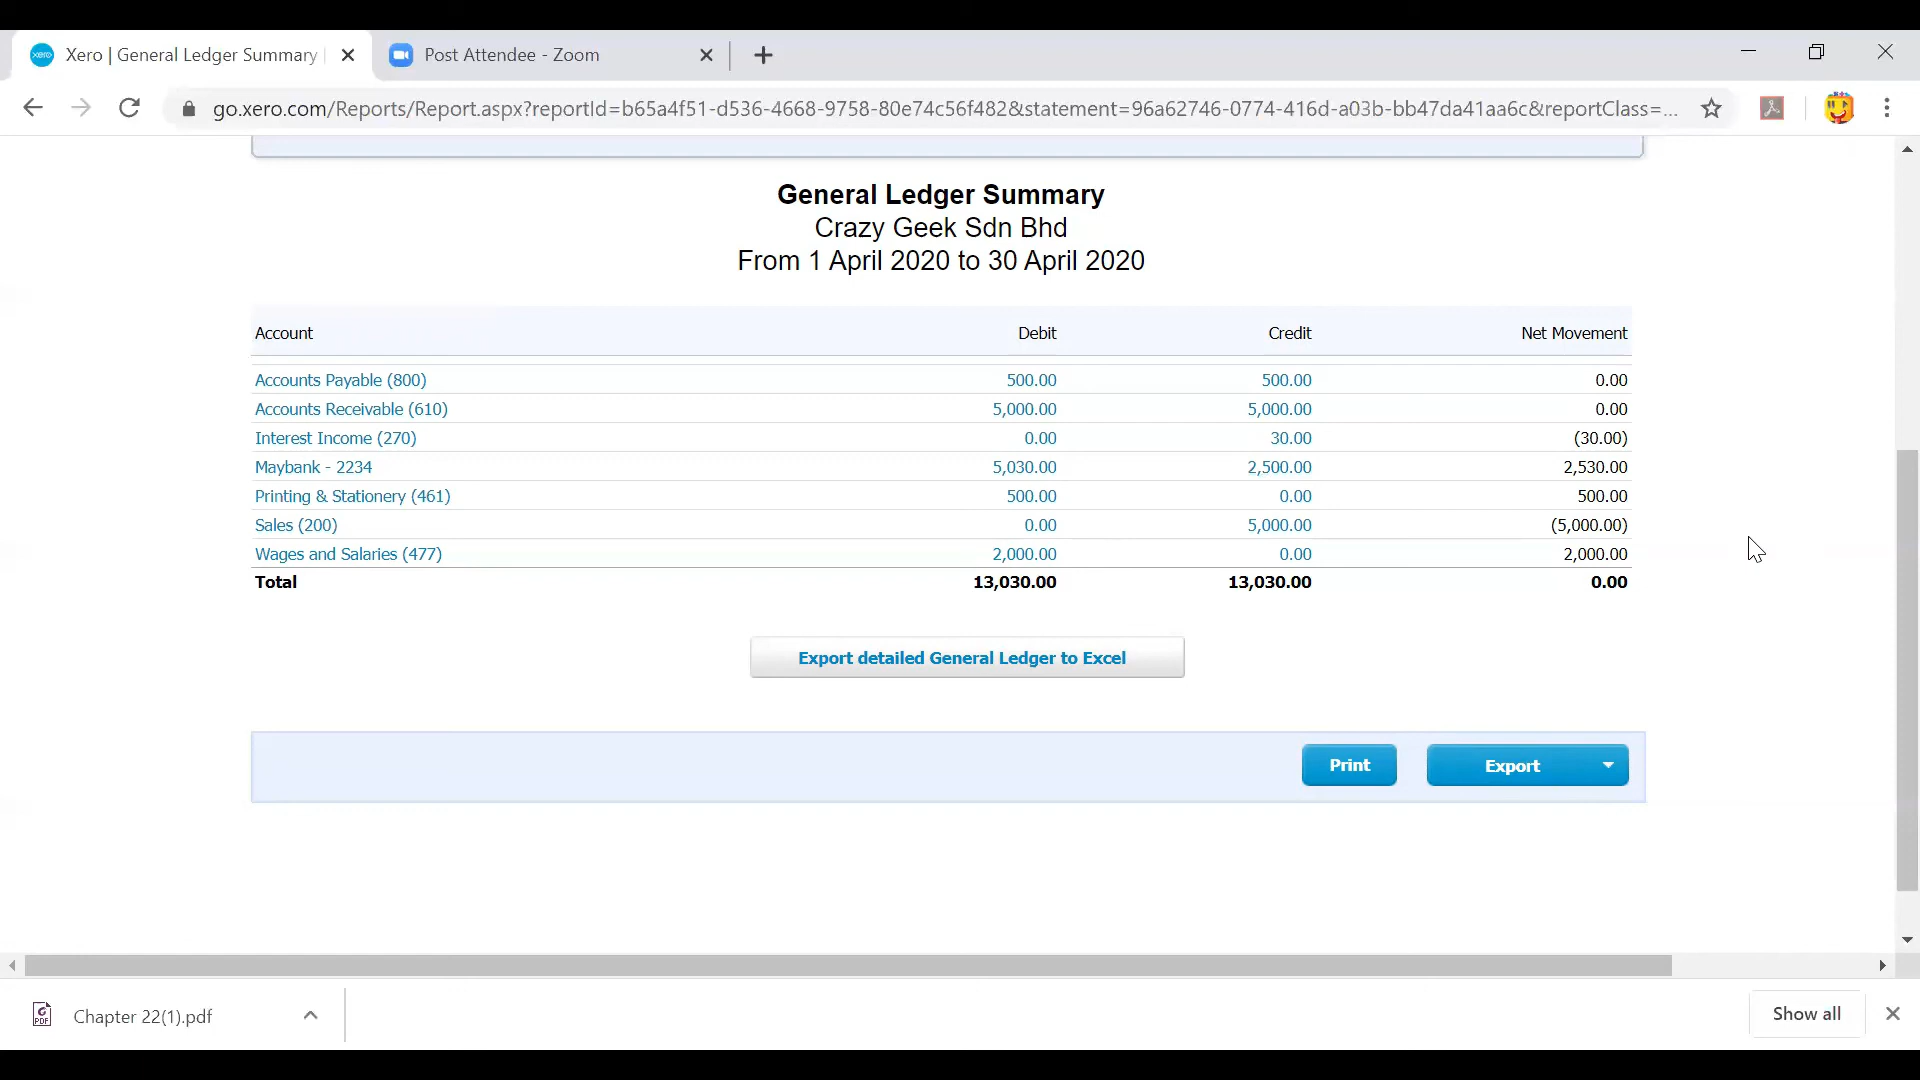 Xero | General Ledger Summary
Post Attendee - Zoom
go.xero.com/Reports/Report.aspx?reportId=b65a4f51-d536-4668-9758-80e74c56f482&statement=96a62746-0774-416d-a03b-bb47da41aa6c&reportClass=...
General Ledger Summary
Crazy Geek Sdn Bhd
From 1 April 2020 to 30 April 2020
Account Debit Credit Net Movement
Accounts Payable (800) 500.00 500.00 0.00
Accounts Receivable (610) 5,000.00 5,000.00 0.00
Interest Income (270) 0.00 30.00 (30.00)
Maybank - 2234 5,030.00 2,500.00 2,530.00
Printing & Stationery (461) 500.00 0.00 500.00
Sales (200) 0.00 5,000.00 (5,000.00)
Wages and Salaries (477) 2,000.00 0.00 2,000.00
Total 13,030.00 13,030.00 0.00
Export detailed General Ledger to Excel
Print Export
Chapter 22(1).pdf
Show all